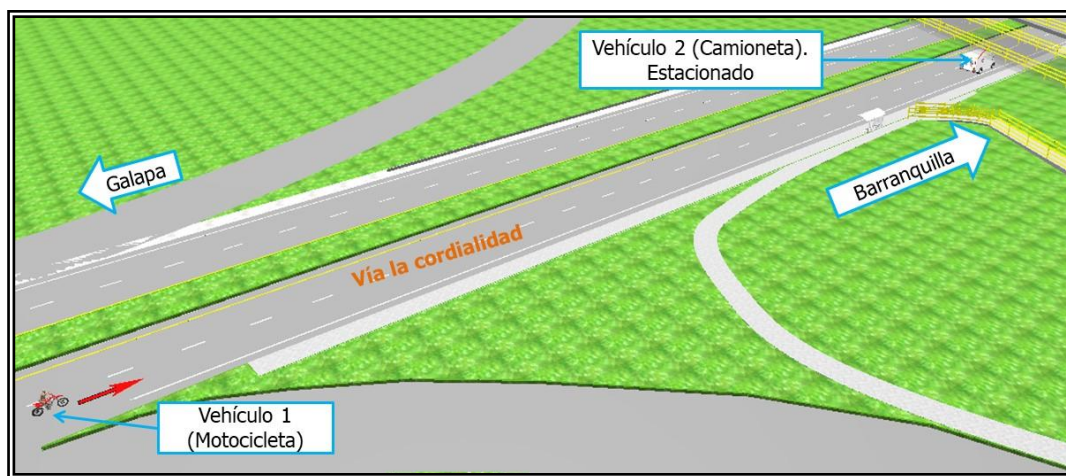 Vehículo 2 (Camioneta).
Estacionado
Galapa
Barranquilla
Vía la cordialidad
Vehículo 1
(Motocicleta)